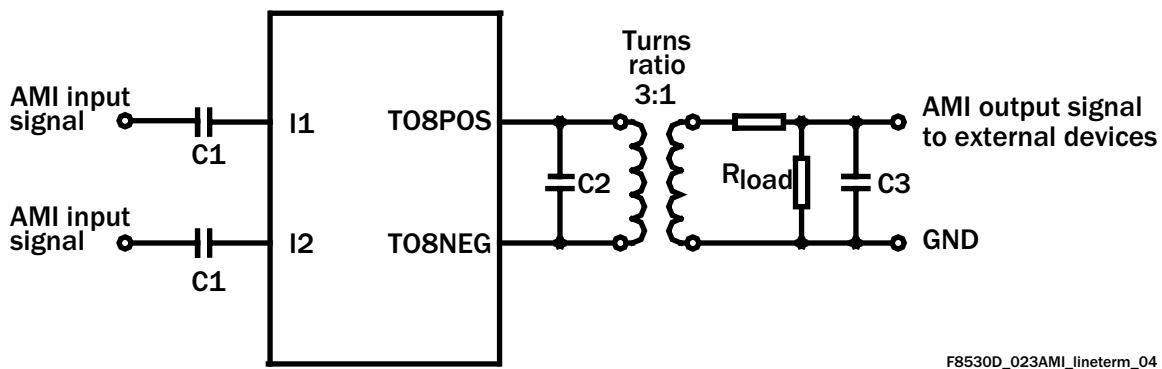 Turns
ratio
3:1
AMI input
signal
C1
I1
TO8POS
AMI output signal
to external devices
C2
Rload
C3
AMI input
signal
C1
I2
TO8NEG
GND
F8530D_023AMI_lineterm_04